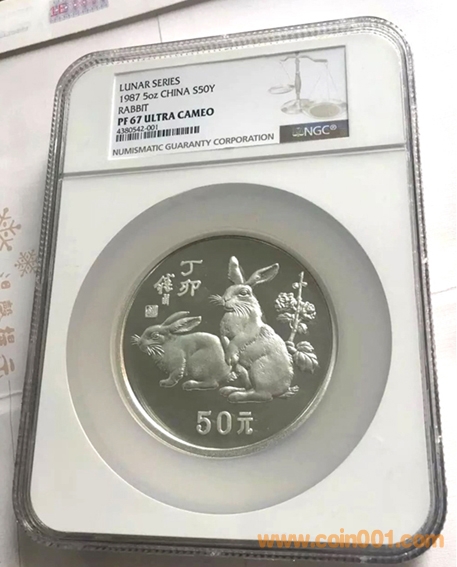 LUNAR SERIES
1987 5oz CHINA S50Y
RABBIT
PF 67 ULTRA CAMEO
4380542-001
NGC®
NUMISMATIC GUARANTY CORPORATION
丁卯
50元
www.coin001.com